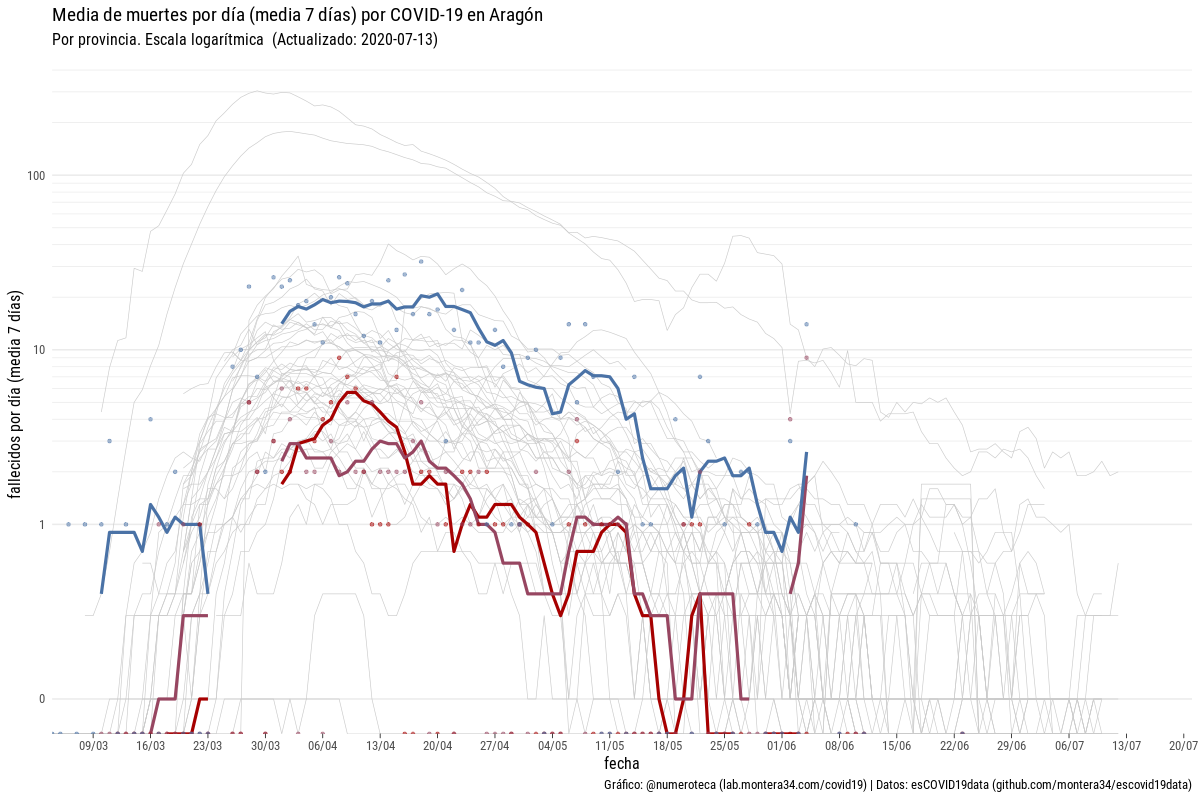 Media de muertes por día (media 7 días) por COVID-19 en Aragón
Por provincia. Escala logarítmica  (Actualizado: 2020-07-13)
fallecidos por día (media  7 días)
100
10
1
0
09/03 16/03 23/03 30/03 06/04 13/04 20/04 27/04 04/05 11/05 18/05 25/05 01/06 08/06 15/06 22/06 29/06 06/07 13/07 20/07
fecha
Gráfico: @numeroteca (lab.montera34.com/covid19) | Datos: esCOVID19data (github.com/montera34/escovid19data)